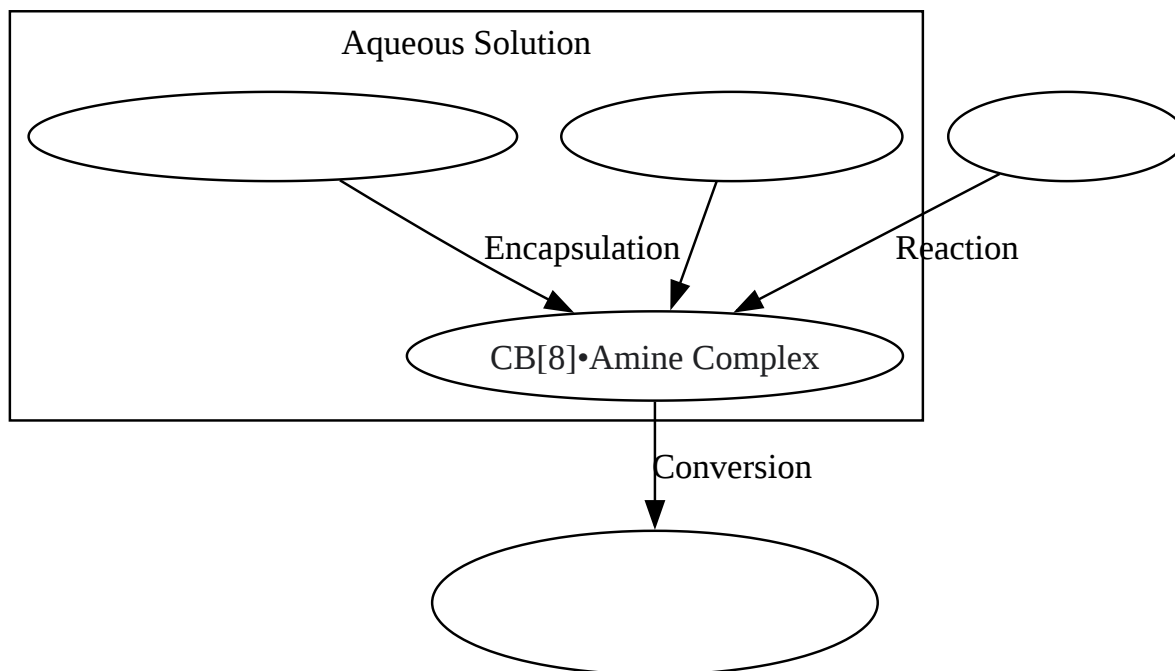 Aqueous Solution
Encapsulation
Reaction
CB[8]•Amine Complex
Conversion